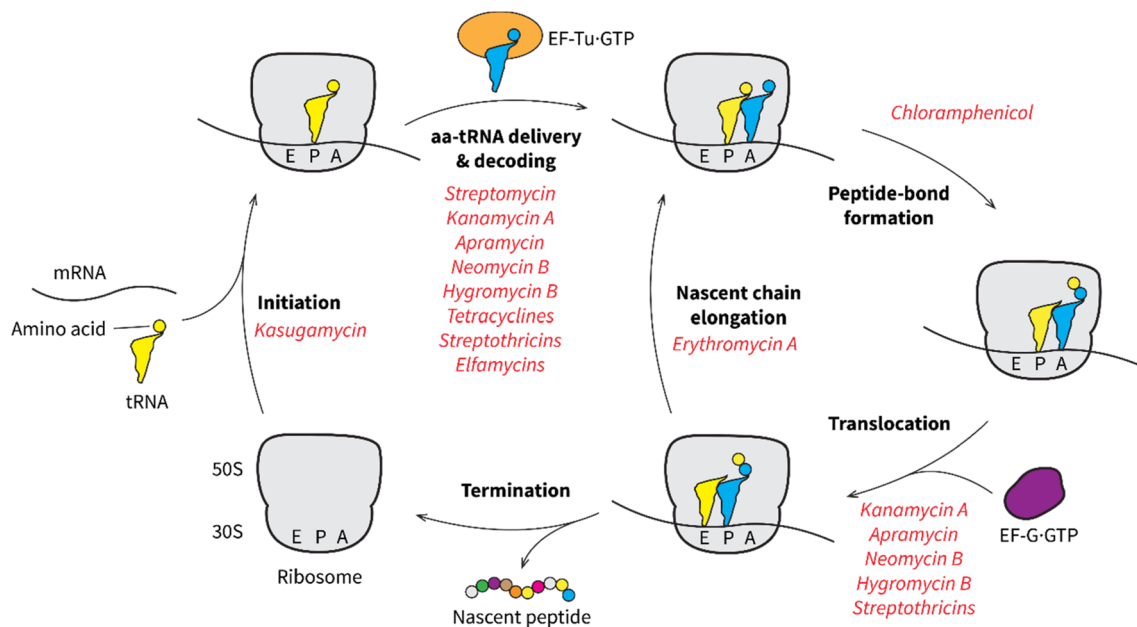 EF-Tu·GTP
E P A
aa-tRNA delivery
& decoding
Streptomycin
Kanamycin A
Apramycin
Neomycin B
Hygromycin B
Tetracyclines
Streptothricins
Elfamycins
E P A
Chloramphenicol
Peptide-bond
formation
mRNA
Amino acid
tRNA
Initiation
Kasugamycin
Nascent chain
elongation
Erythromycin A
E P A
Translocation
Kanamycin A
Apramycin
Neomycin B
Hygromycin B
Streptothricins
EF-G·GTP
50S
30S
E P A
Ribosome
Termination
Nascent peptide
E P A